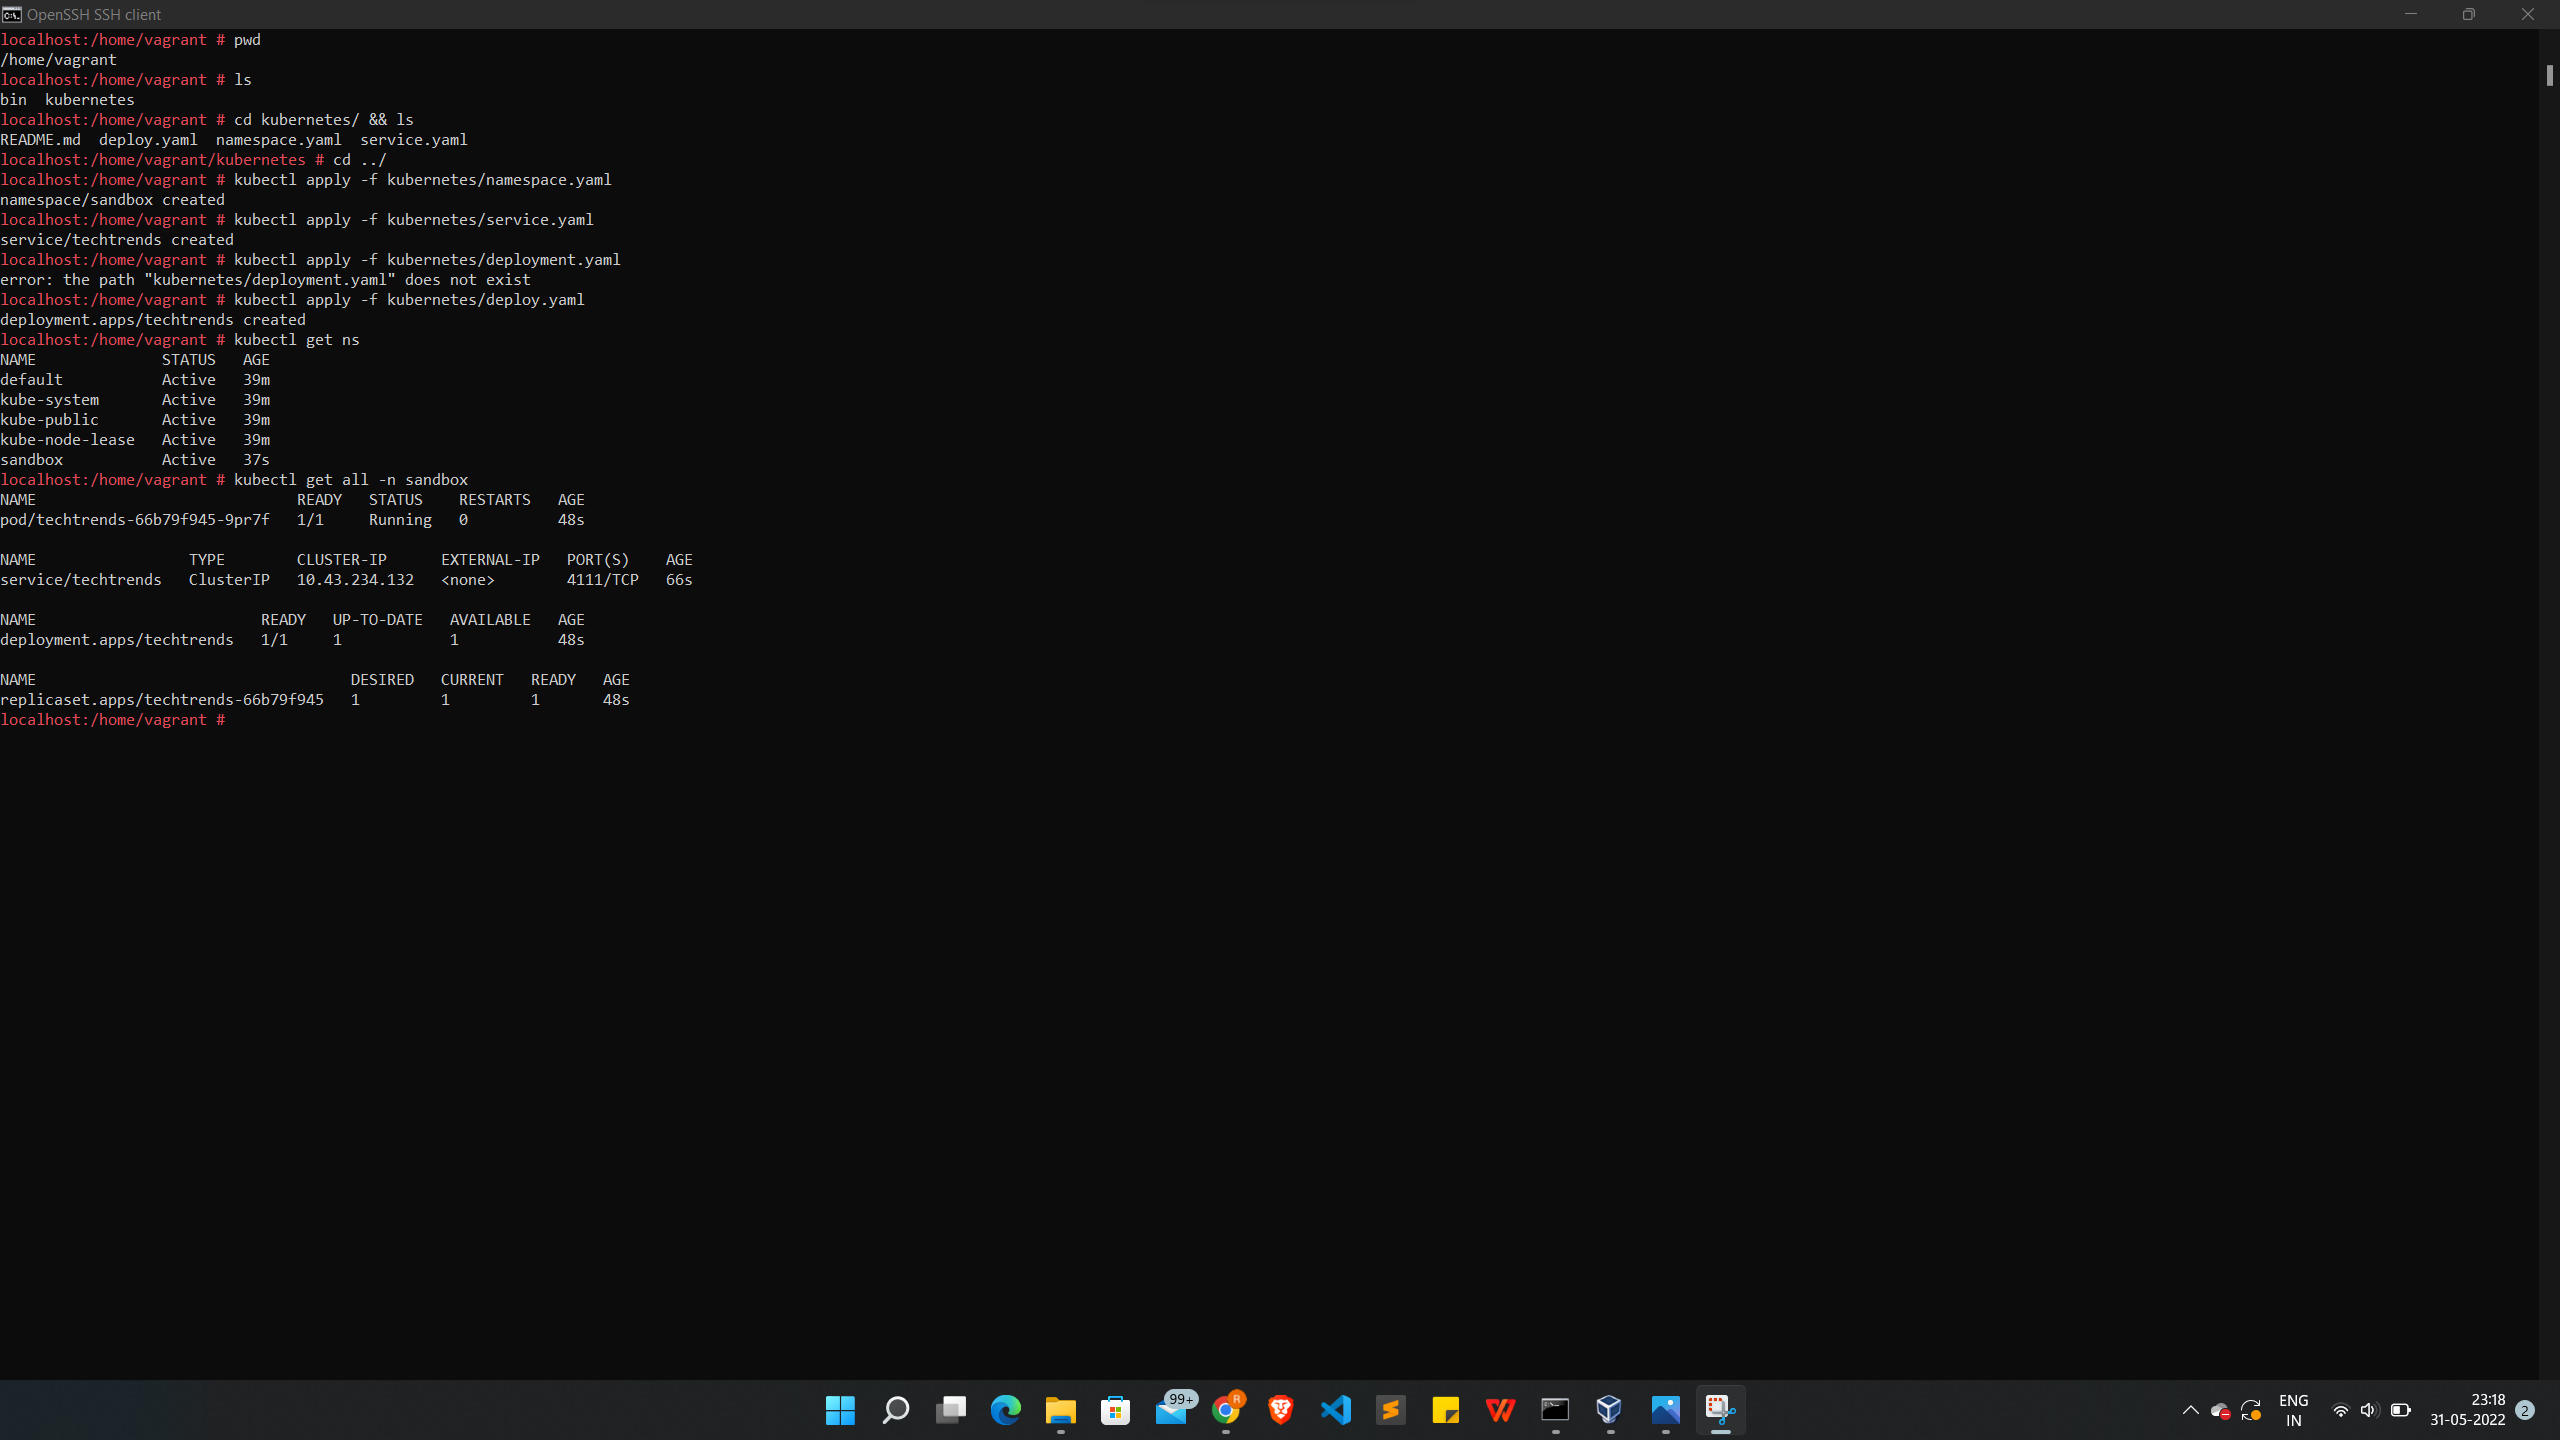 OpenSSH SSH client
localhost:/home/vagrant # pwd
/home/vagrant
localhost:/home/vagrant # ls
bin  kubernetes
localhost:/home/vagrant # cd kubernetes/ && ls
README.md  deploy.yaml  namespace.yaml  service.yaml
localhost:/home/vagrant/kubernetes # cd ../
localhost:/home/vagrant # kubectl apply -f kubernetes/namespace.yaml
namespace/sandbox created
localhost:/home/vagrant # kubectl apply -f kubernetes/service.yaml
service/techtrends created
localhost:/home/vagrant # kubectl apply -f kubernetes/deployment.yaml
error: the path "kubernetes/deployment.yaml" does not exist
localhost:/home/vagrant # kubectl apply -f kubernetes/deploy.yaml
deployment.apps/techtrends created
localhost:/home/vagrant # kubectl get ns
NAME              STATUS   AGE
default           Active   39m
kube-system       Active   39m
kube-public       Active   39m
kube-node-lease   Active   39m
sandbox           Active   37s
localhost:/home/vagrant # kubectl get all -n sandbox
NAME                             READY   STATUS    RESTARTS   AGE
pod/techtrends-66b79f945-9pr7f   1/1     Running   0          48s
NAME                 TYPE        CLUSTER-IP      EXTERNAL-IP   PORT(S)    AGE
service/techtrends   ClusterIP   10.43.234.132   <none>        4111/TCP   66s
NAME                         READY   UP-TO-DATE   AVAILABLE   AGE
deployment.apps/techtrends   1/1     1            1           48s
NAME                                   DESIRED   CURRENT   READY   AGE
replicaset.apps/techtrends-66b79f945   1         1         1       48s
localhost:/home/vagrant #
99+
R
ENG
IN
23:18
31-05-2022
2